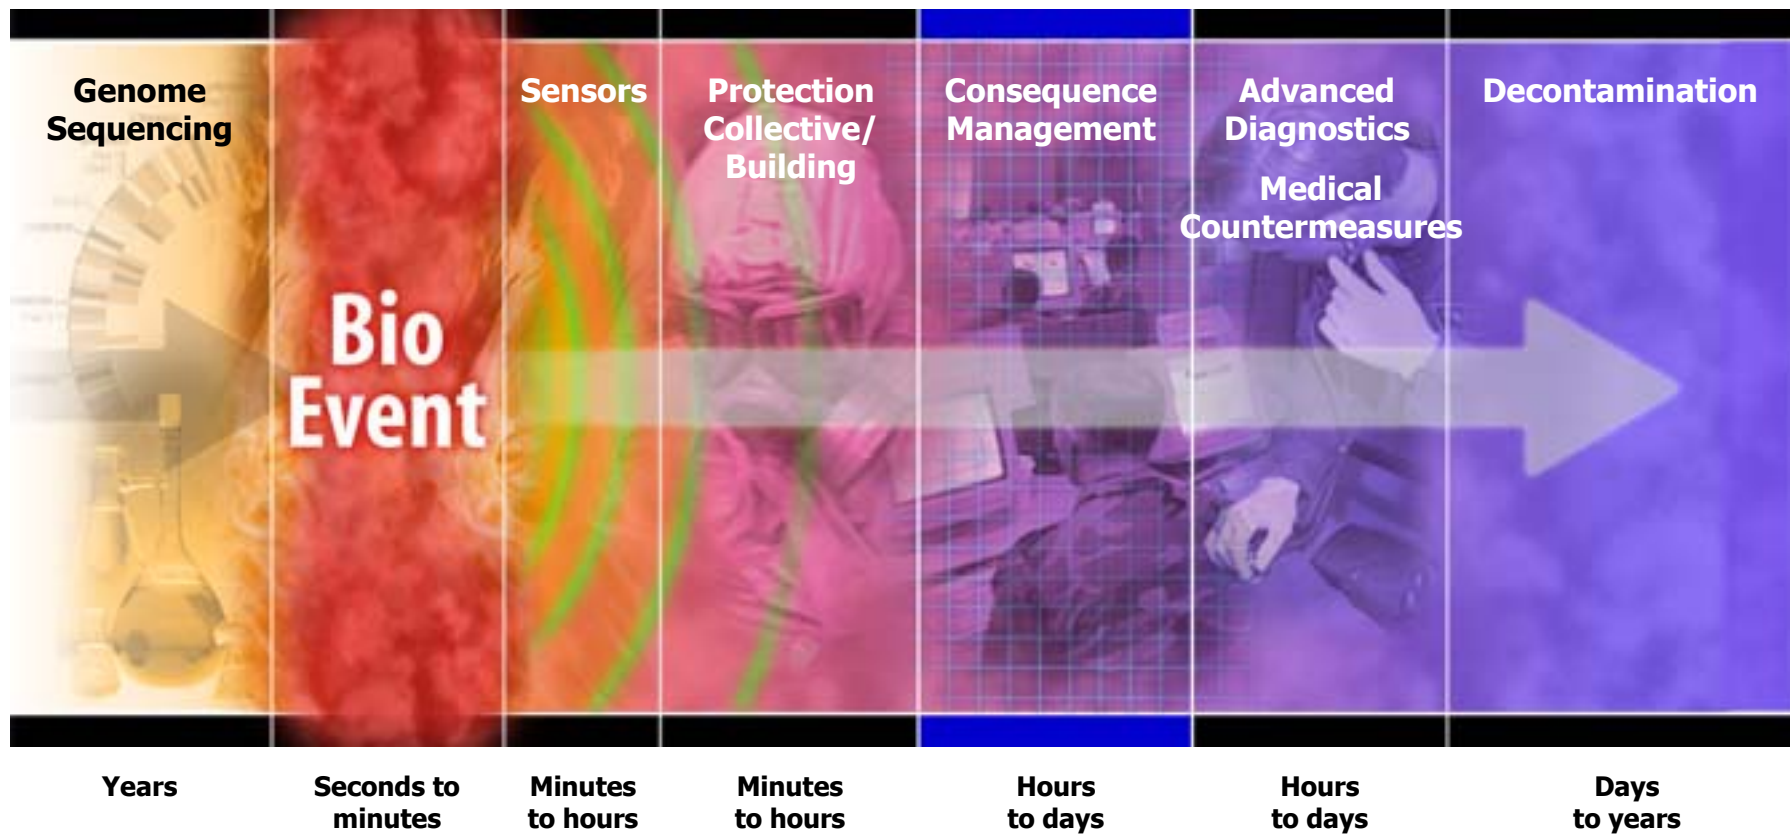 Genome
Sequencing
Bio
Event
Sensors
Protection
Collective/
Building
Consequence
Management
Advanced
Diagnostics
Medical
Countermeasures
Decontamination
Years
Seconds to
minutes
Minutes
to hours
Minutes
to hours
Hours
to days
Hours
to days
Days
to years